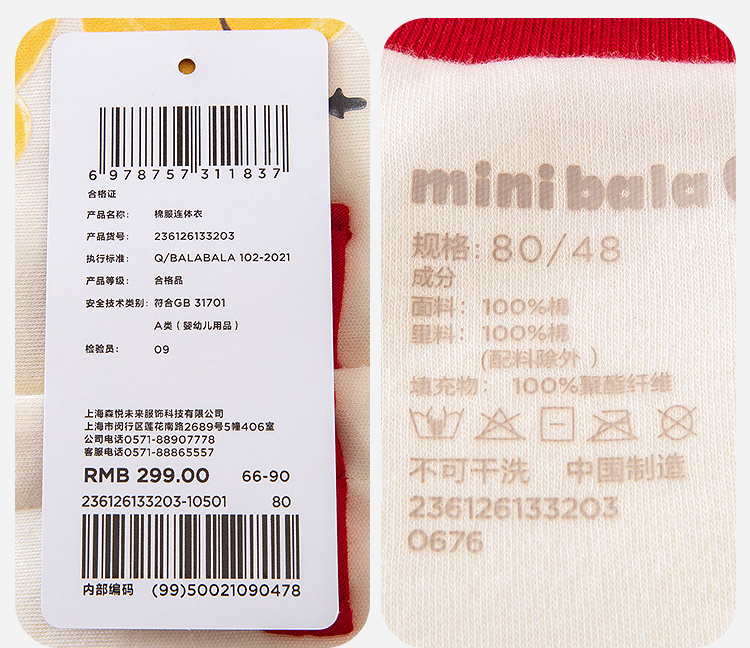 6 978757 311837
合格证
产品名称： 棉服连体衣
产品货号： 236126133203
执行标准： Q/BALABALA 102-2021
产品等级： 合格品
安全技术类别：符合GB 31701
A类（婴幼儿用品）
检验员： 09
上海森悦未来服饰科技有限公司
上海市闵行区莲花南路2689号5幢406室
公司电话0571-88907778
客服电话0571-88865557
RMB 299.00 66-90
236126133203-10501 80
内部编码 (99)50021090478
mini bala
规格：80/48
成分
面料：100%棉
里料：100%棉
(配料除外）
填充物：100%聚酯纤维
不可干洗 中国制造
236126133203
0676